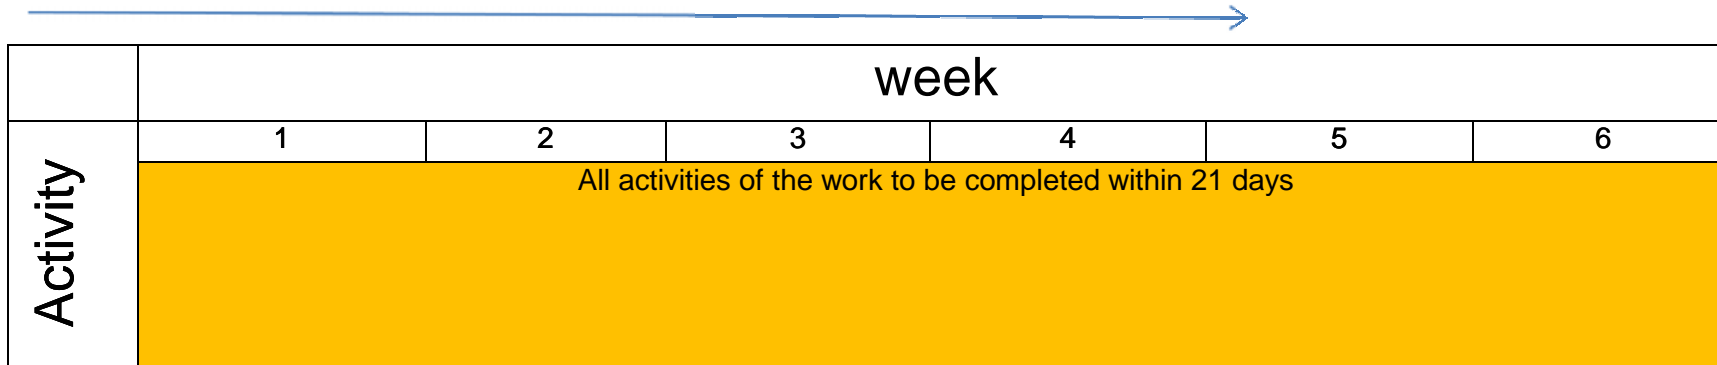 week
1 2 3 4 5 6
Activity
All activities of the work to be completed within 21 days